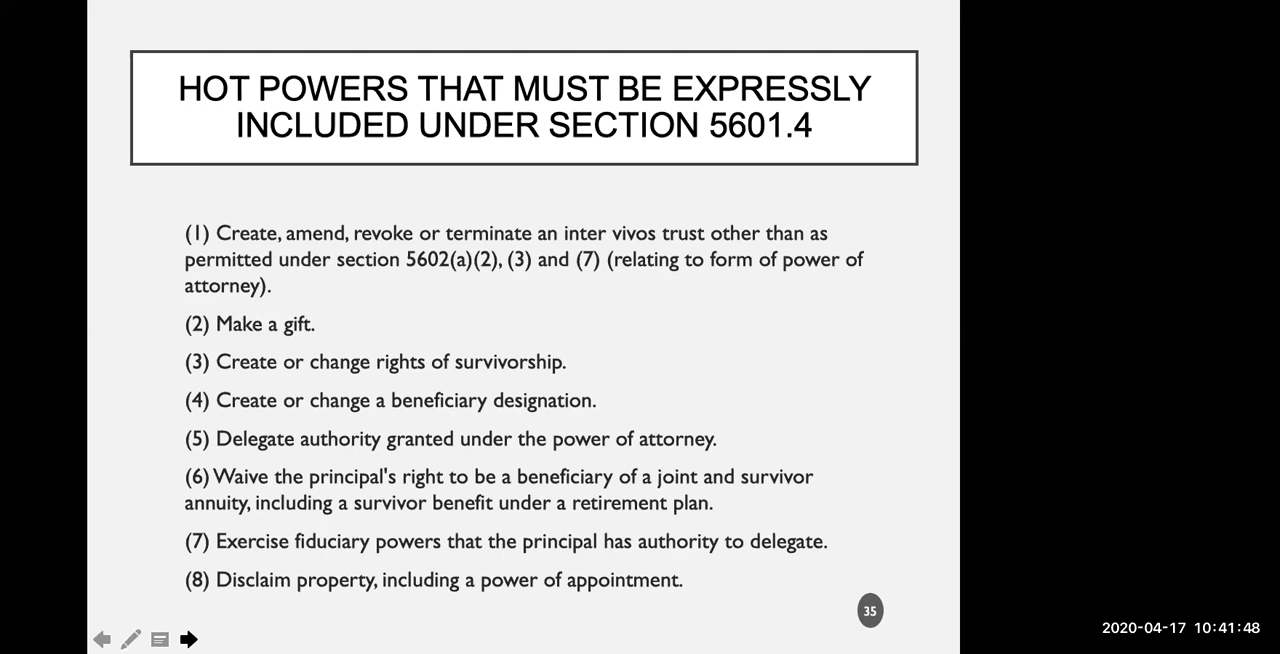 HOT POWERS THAT MUST BE EXPRESSLY
INCLUDED UNDER SECTION 5601.4
(1) Create, amend, revoke or terminate an inter vivos trust other than as
permitted under section 5602(a)(2), (3) and (7) (relating to form of power of
attorney).
(2) Make a gift.
(3) Create or change rights of survivorship.
(4) Create or change a beneficiary designation.
(5) Delegate authority granted under the power of attorney.
(6) Waive the principal's right to be a beneficiary of a joint and survivor
annuity, including a survivor benefit under a retirement plan.
(7) Exercise fiduciary powers that the principal has authority to delegate.
(8) Disclaim property, including a power of appointment.
35
2020-04-17 10:41:48